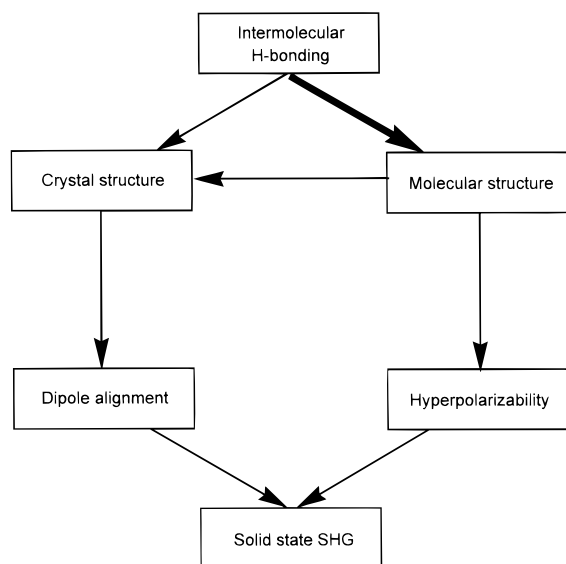 Intermolecular
H-bonding
Crystal structure
Molecular structure
Dipole alignment
Hyperpolarizability
Solid state SHG